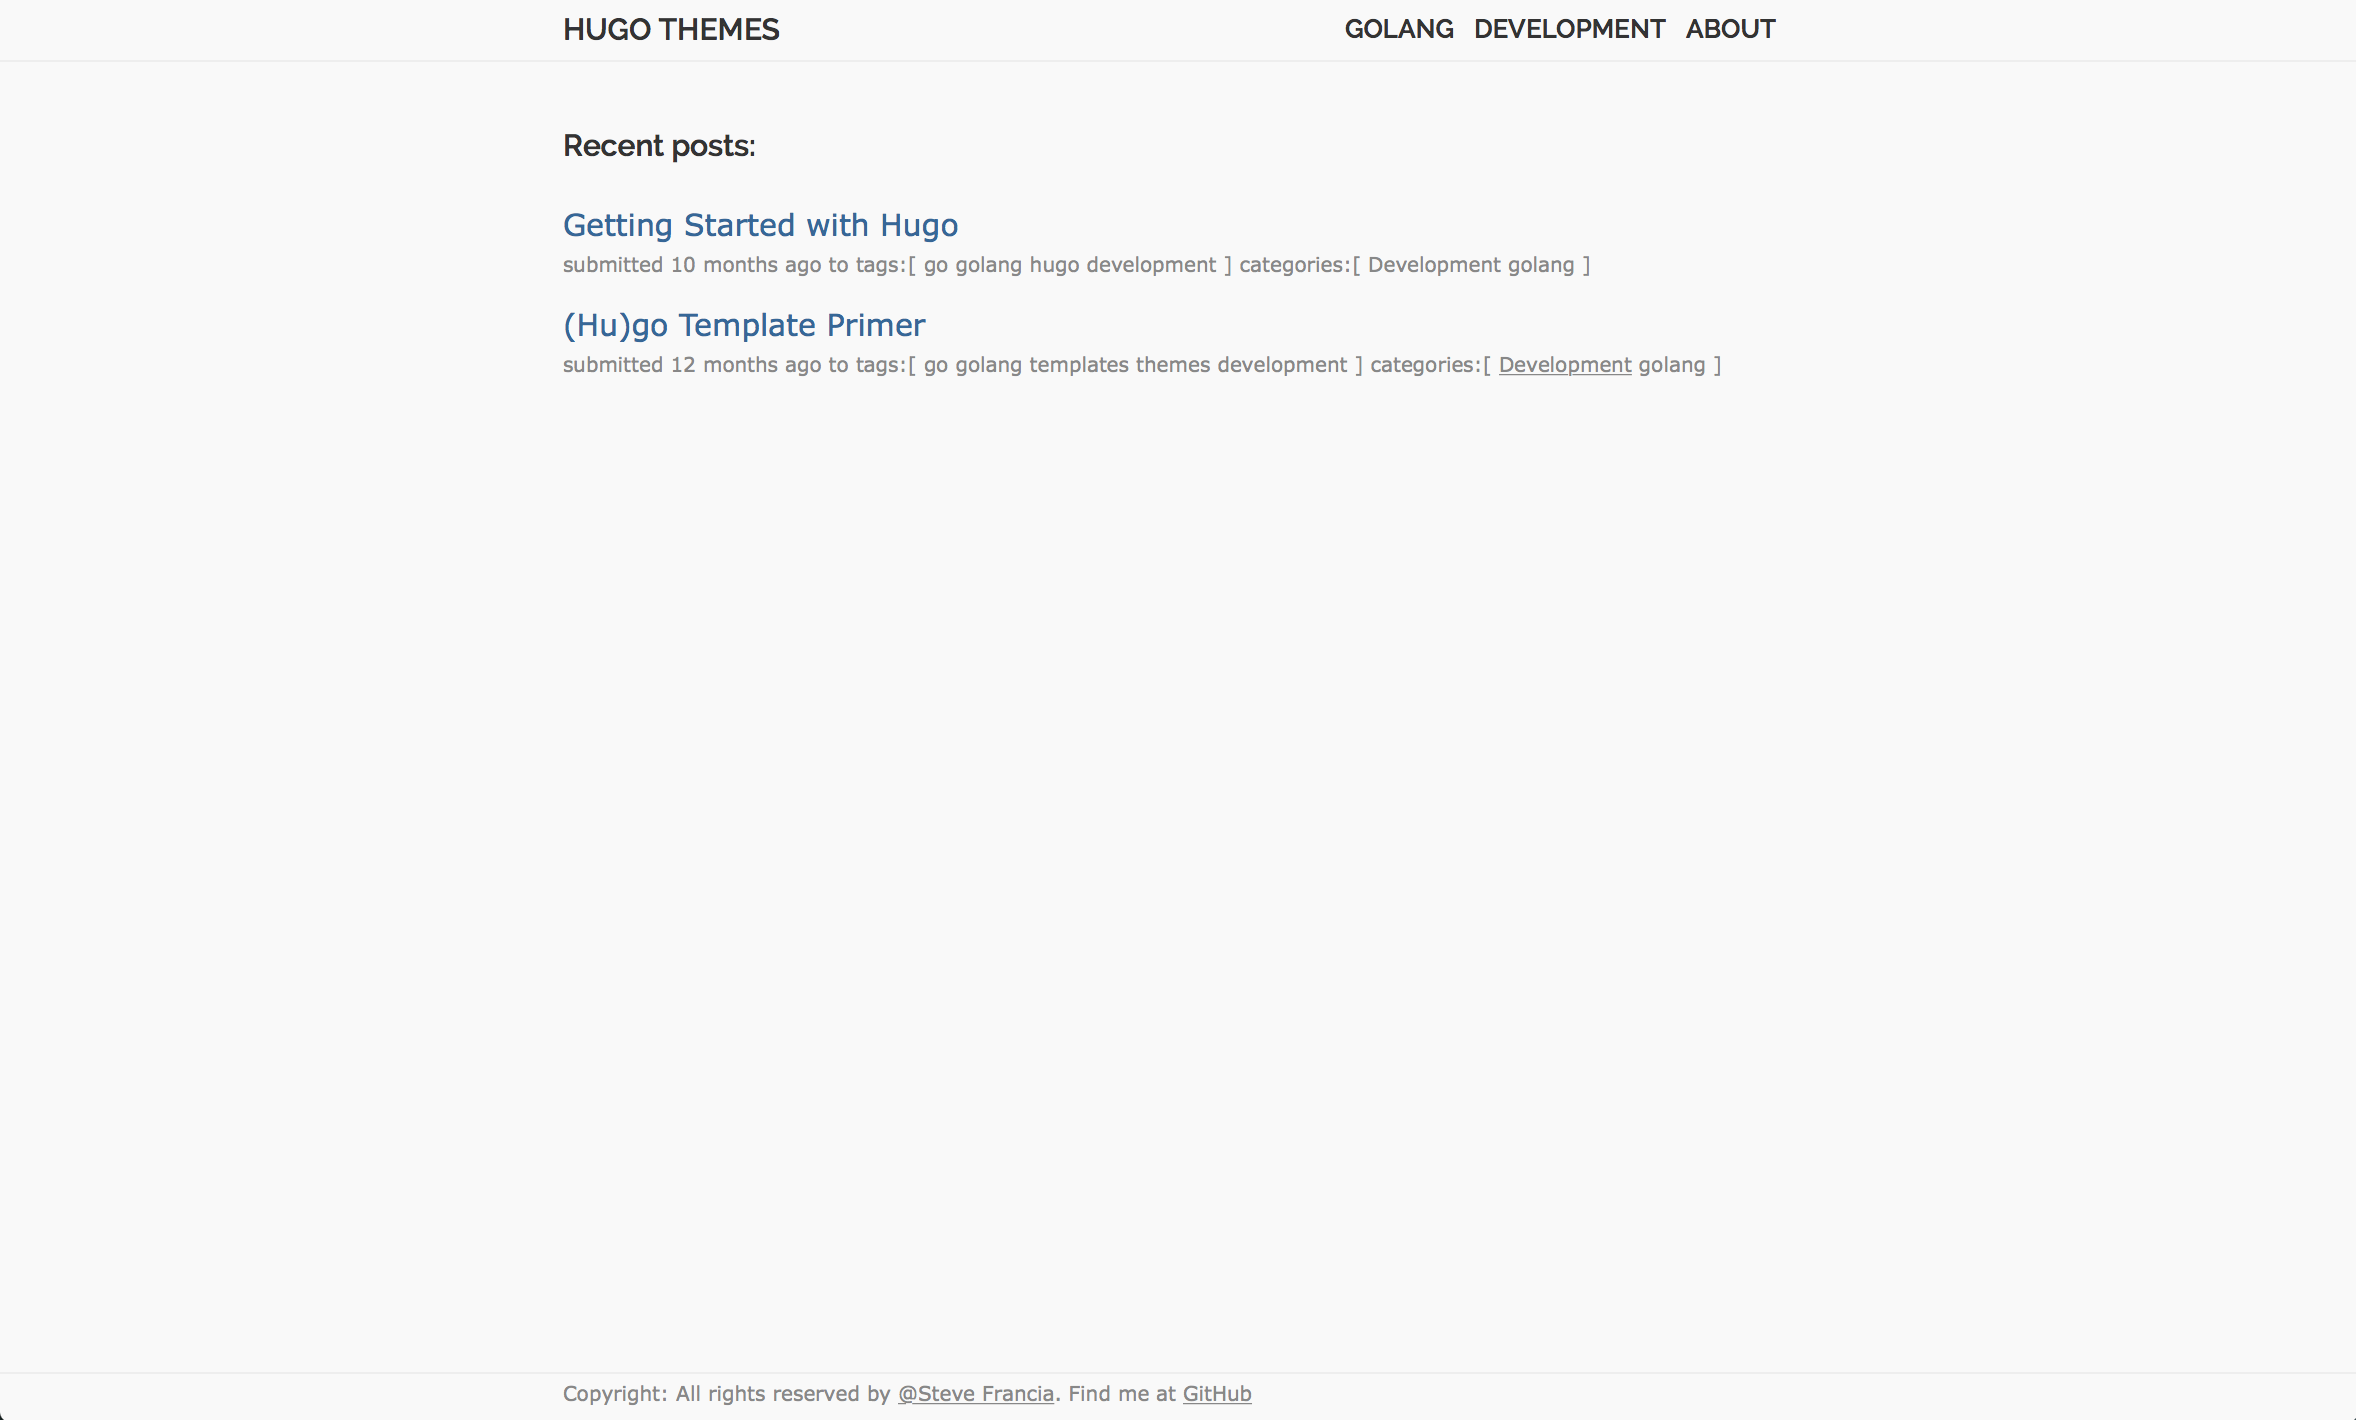 HUGO THEMES GOLANG DEVELOPMENT ABOUT
Recent posts:
Getting Started with Hugo
submitted 10 months ago to tags:[ go golang hugo development ] categories:[ Development golang ]
(Hu)go Template Primer
submitted 12 months ago to tags:[ go golang templates themes development ] categories:[ Development golang ]
Copyright: All rights reserved by @Steve Francia. Find me at GitHub